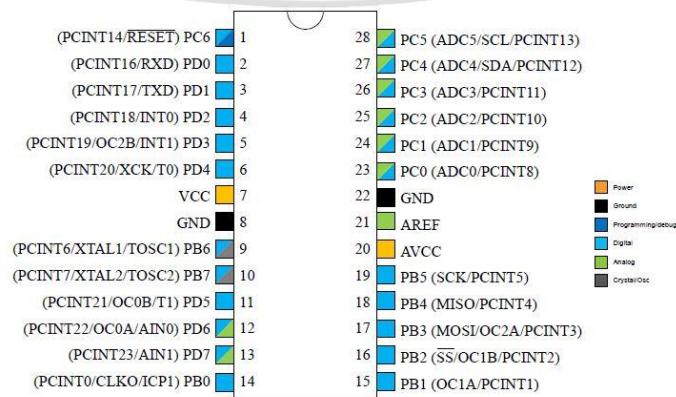 (PCINT14/RESET) PC6 1
(PCINT16/RXD) PD0 2
(PCINT17/TXD) PD1 3
(PCINT18/INT0) PD2 4
(PCINT19/OC2B/INT1) PD3 5
(PCINT20/XCK/T0) PD4 6
VCC 7
GND 8
(PCINT6/XTAL1/TOSC1) PB6 9
(PCINT7/XTAL2/TOSC2) PB7 10
(PCINT21/OC0B/T1) PD5 11
(PCINT22/OC0A/AIN0) PD6 12
(PCINT23/AIN1) PD7 13
(PCINT0/CLKO/ICP1) PB0 14
28 PC5 (ADC5/SCL/PCINT13)
27 PC4 (ADC4/SDA/PCINT12)
26 PC3 (ADC3/PCINT11)
25 PC2 (ADC2/PCINT10)
24 PC1 (ADC1/PCINT9)
23 PC0 (ADC0/PCINT8)
22 GND
21 AREF
20 AVCC
19 PB5 (SCK/PCINT5)
18 PB4 (MISO/PCINT4)
17 PB3 (MOSI/OC2A/PCINT3)
16 PB2 (SS/OC1B/PCINT2)
15 PB1 (OC1A/PCINT1)
Power
Ground
Programming/debug
Digital
Analog
Crystal/Osc